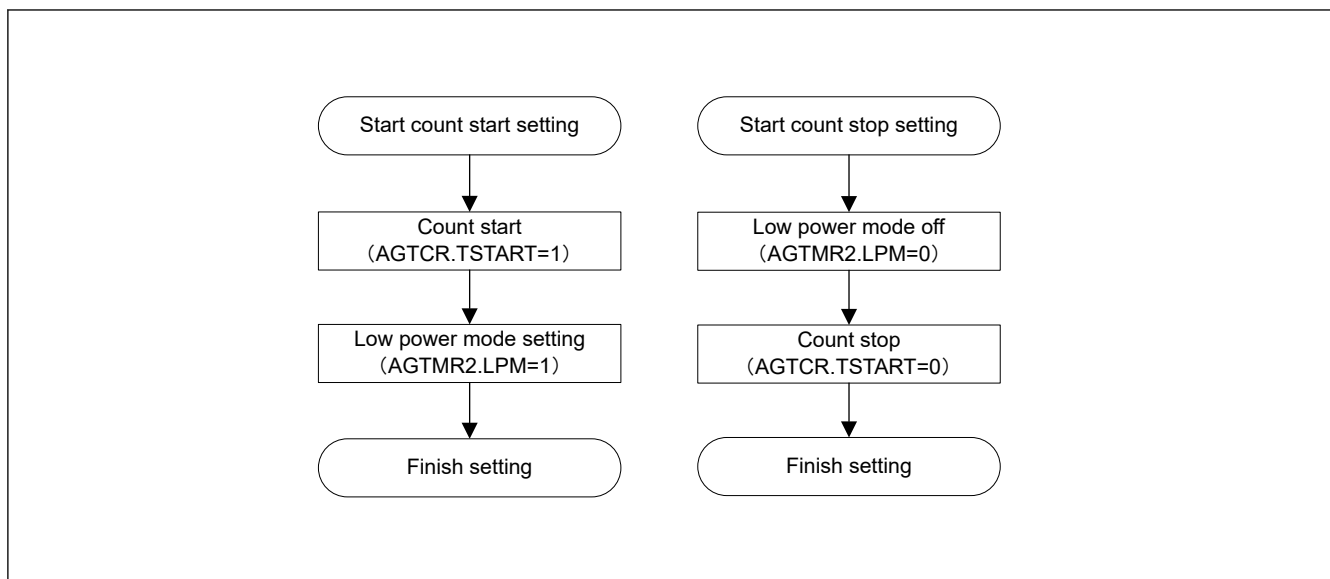 Start count start setting
Count start
（AGTCR.TSTART=1）
Low power mode setting
（AGTMR2.LPM=1）
Finish setting
Start count stop setting
Low power mode off
（AGTMR2.LPM=0）
Count stop
（AGTCR.TSTART=0）
Finish setting